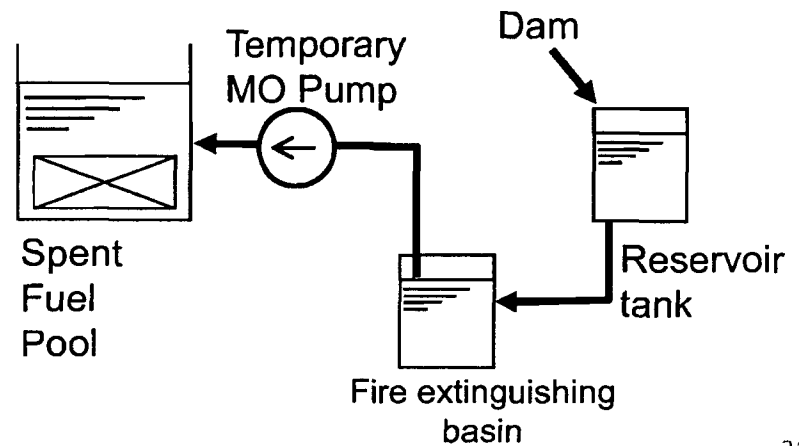 Temporary
MO Pump
Dam
Spent
Fuel
Pool
Reservoir
tank
Fire extinguishing
basin